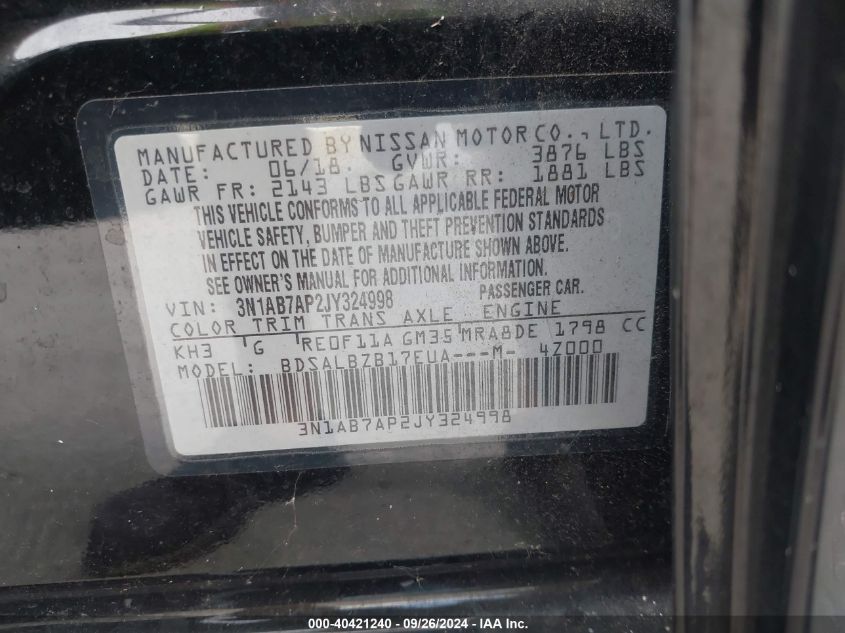 MANUFACTURED BY NISSAN MOTOR CO., LTD.
DATE: 06/18 GVWR: 3876 LBS
GAWR FR: 2143 LBS GAWR RR: 1881 LBS
THIS VEHICLE CONFORMS TO ALL APPLICABLE FEDERAL MOTOR
VEHICLE SAFETY, BUMPER AND THEFT PREVENTION STANDARDS
IN EFFECT ON THE DATE OF MANUFACTURE SHOWN ABOVE.
SEE OWNER'S MANUAL FOR ADDITIONAL INFORMATION.
VIN: 3N1AB7AP2JY324998 PASSENGER CAR.
COLOR TRIM TRANS AXLE ENGINE
KH3 G RE0F11A GM35 MRA8DE 1798 CC
MODEL: BDSALBZB17EUA---M- 4Z000
3N1AB7AP2JY324998
000-40421240 - 09/26/2024 - IAA Inc.